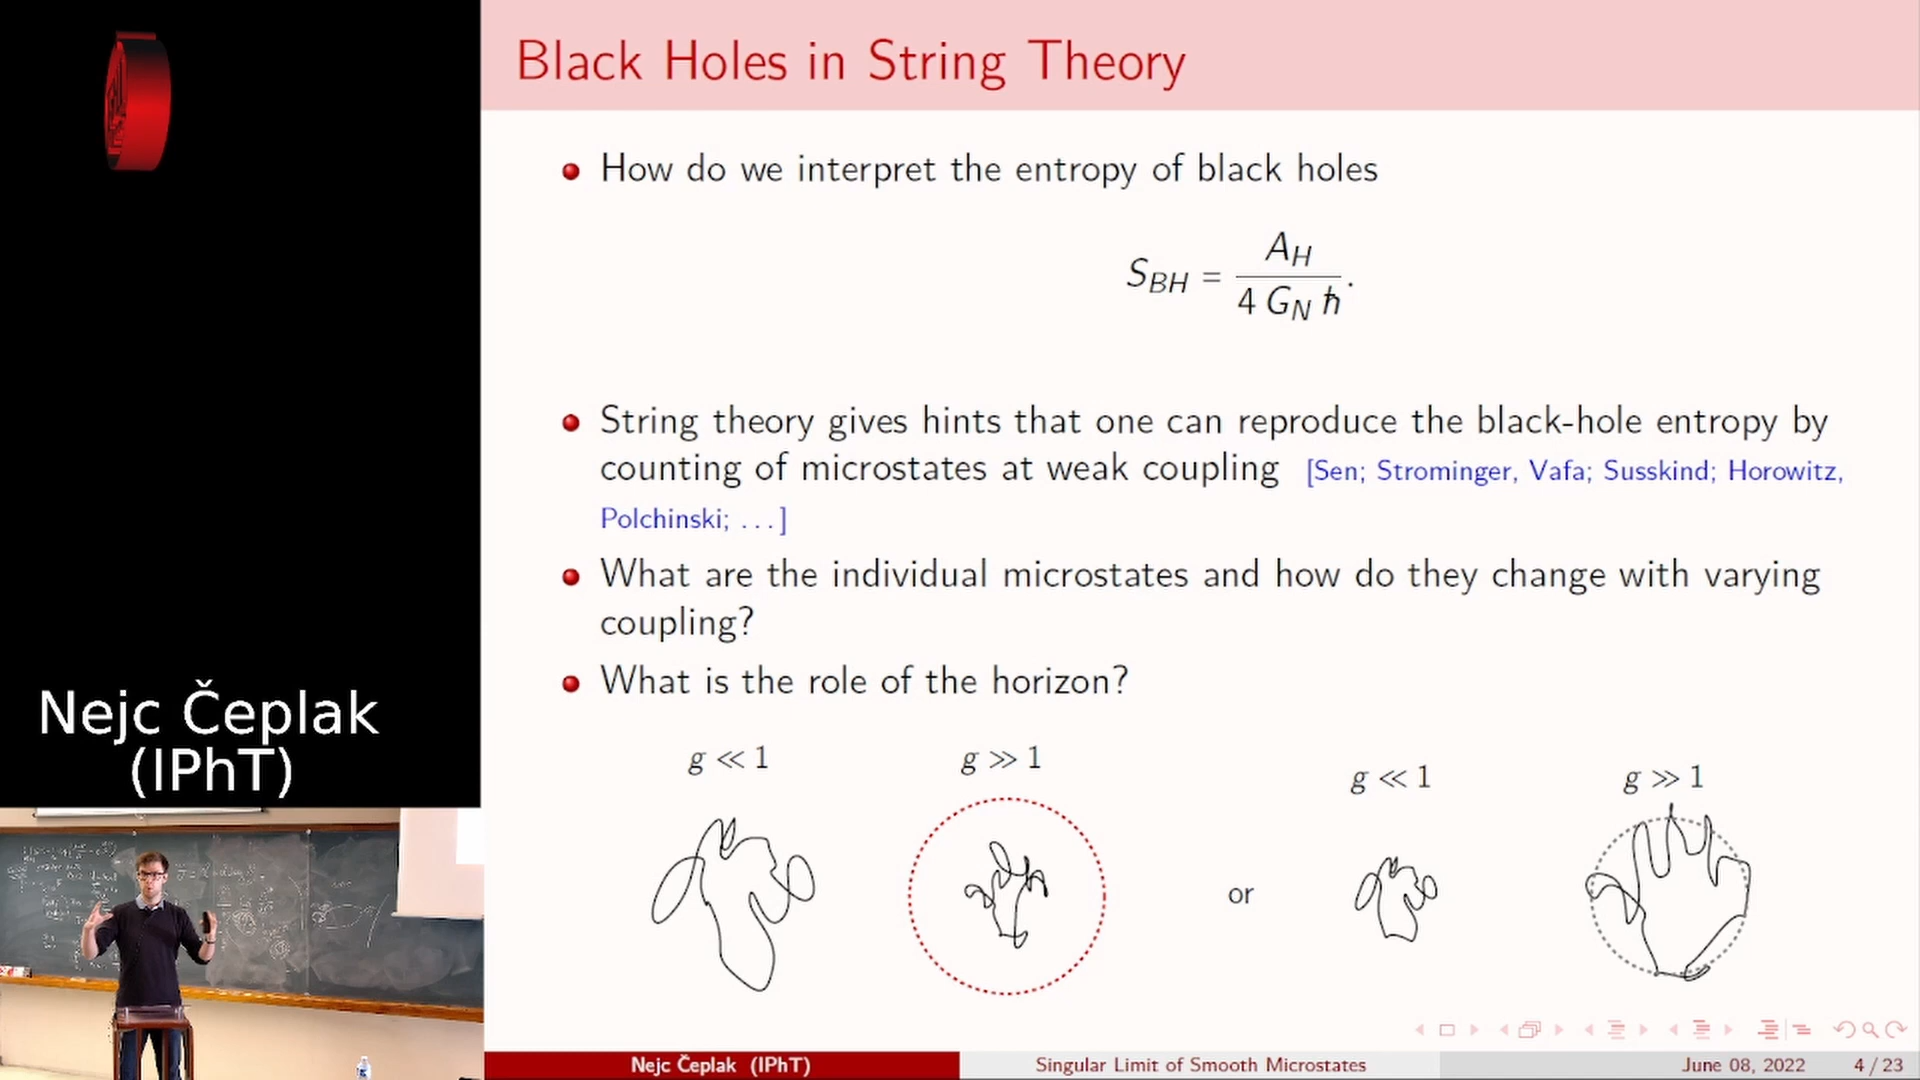 Black Holes in String Theory
How do we interpret the entropy of black holes
S_{BH} = \frac{A_H}{4 G_N ħ}.
String theory gives hints that one can reproduce the black-hole entropy by
counting of microstates at weak coupling [Sen; Strominger, Vafa; Susskind; Horowitz,
Polchinski; ...]
What are the individual microstates and how do they change with varying
coupling?
What is the role of the horizon?
g ≪ 1
g ≫ 1
or
g ≪ 1
g ≫ 1
Nejc Čeplak
(IPhT)
Nejc Čeplak (IPhT)
Singular Limit of Smooth Microstates
June 08, 2022
4 / 23